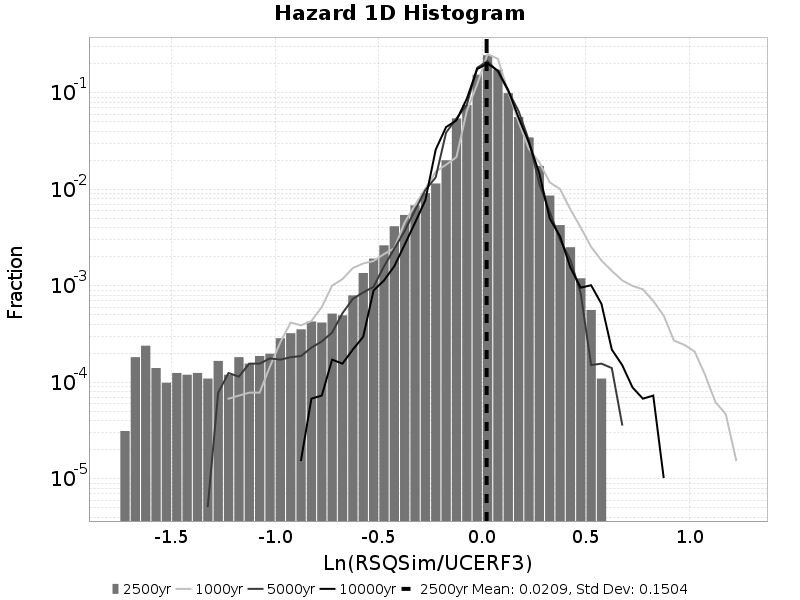 Hazard 1D Histogram
Fraction
10-1
10-2
10-3
10-4
10-5
-1.5 -1.0 -0.5 0.0 0.5 1.0
Ln(RSQSim/UCERF3)
2500yr 1000yr 5000yr 10000yr 2500yr Mean: 0.0209, Std Dev: 0.1504